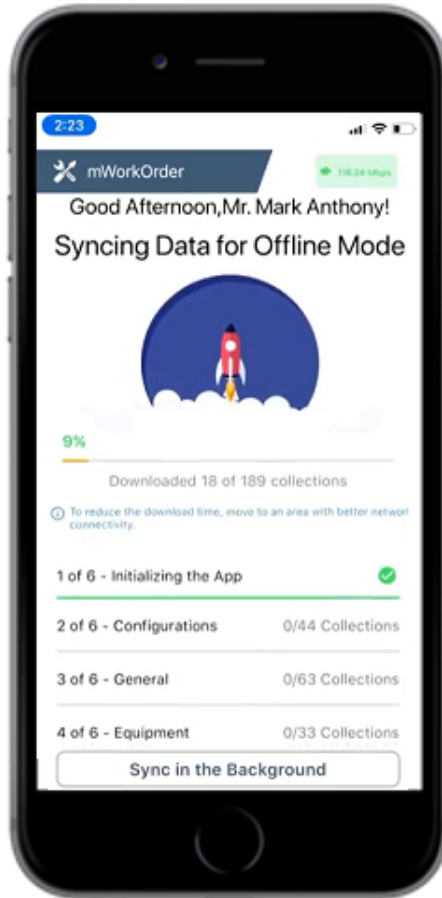 2:23
mWorkOrder
116.24 Mbps
Good Afternoon,Mr. Mark Anthony!
Syncing Data for Offline Mode
9%
Downloaded 18 of 189 collections
To reduce the download time, move to an area with better networ
connectivity.
1 of 6 - Initializing the App
2 of 6 - Configurations 0/44 Collections
3 of 6 - General 0/63 Collections
4 of 6 - Equipment 0/33 Collections
Sync in the Background